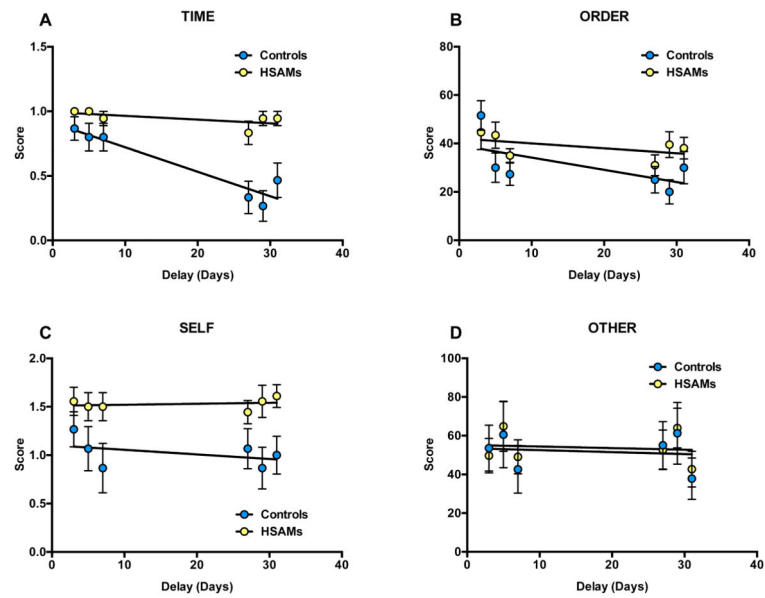 A TIME
1.5
1.0
0.5
0.0
0 10 20 30 40
Score
Delay (Days)
Controls
HSAMs
B ORDER
80
60
40
20
0
0 10 20 30 40
Score
Delay (Days)
Controls
HSAMs
C SELF
2.0
1.5
1.0
0.5
0.0
0 10 20 30 40
Score
Delay (Days)
Controls
HSAMs
D OTHER
100
80
60
40
20
0
0 10 20 30 40
Score
Delay (Days)
Controls
HSAMs